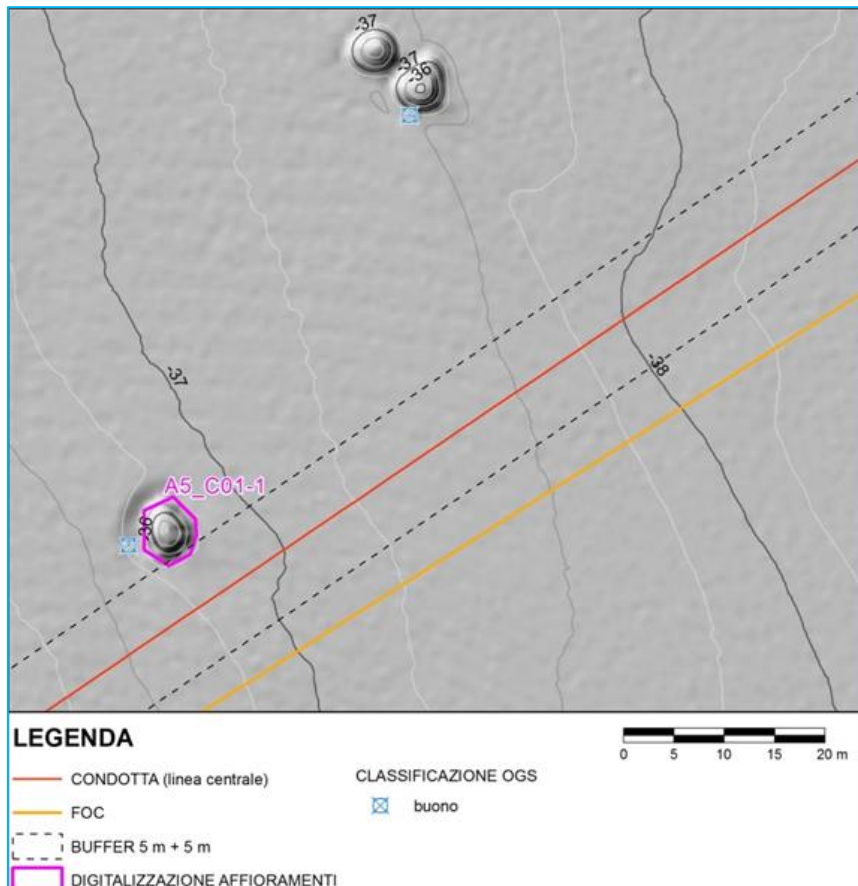 -37
-37
-36
-37
-38
A5_C01-1
-36
LEGENDA
0 5 10 15 20 m
CONDOTTA (linea centrale)
CLASSIFICAZIONE OGS
FOC
buono
BUFFER 5 m + 5 m
DIGITALIZZAZIONE AFFIORAMENTI